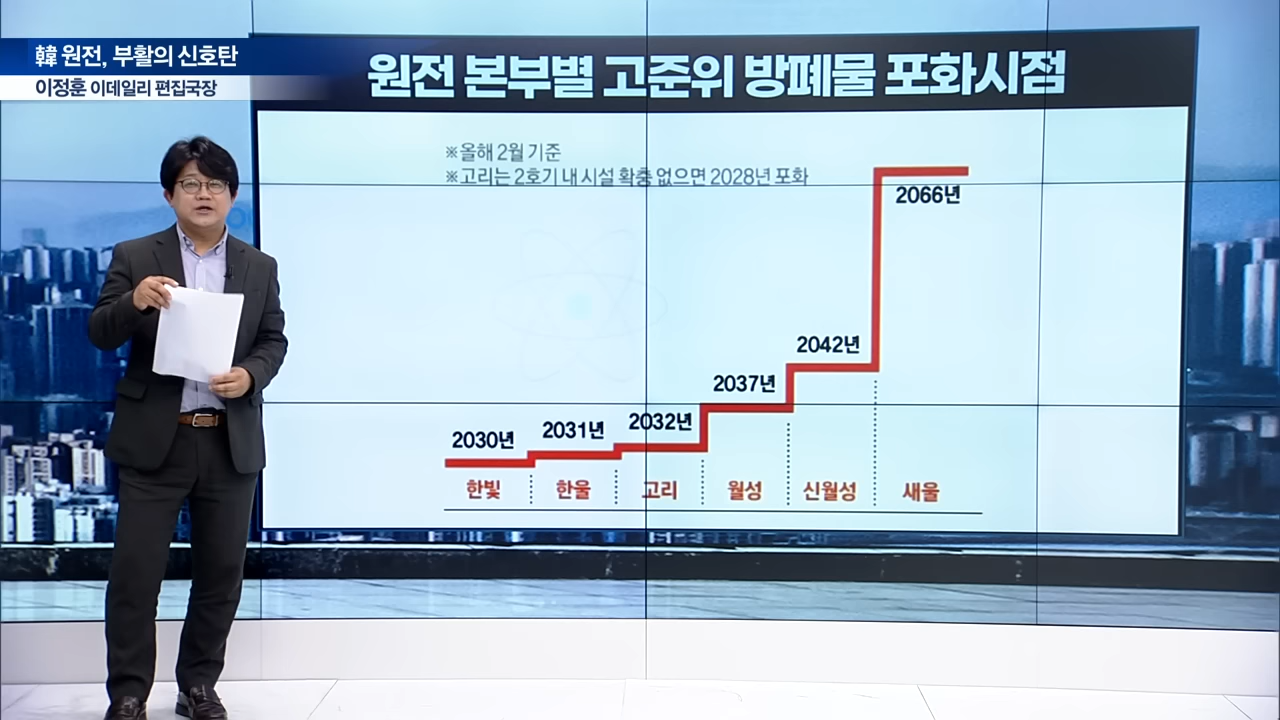 韓 원전, 부활의 신호탄
이정훈 이데일리 편집국장
원전 본부별 고준위 방폐물 포화시점
※올해 2월 기준
※고리는 2호기 내 시설 확충 없으면 2028년 포화
2066년
2042년
2037년
2032년
2031년
2030년
한빛 한울 고리 월성 신월성 새울